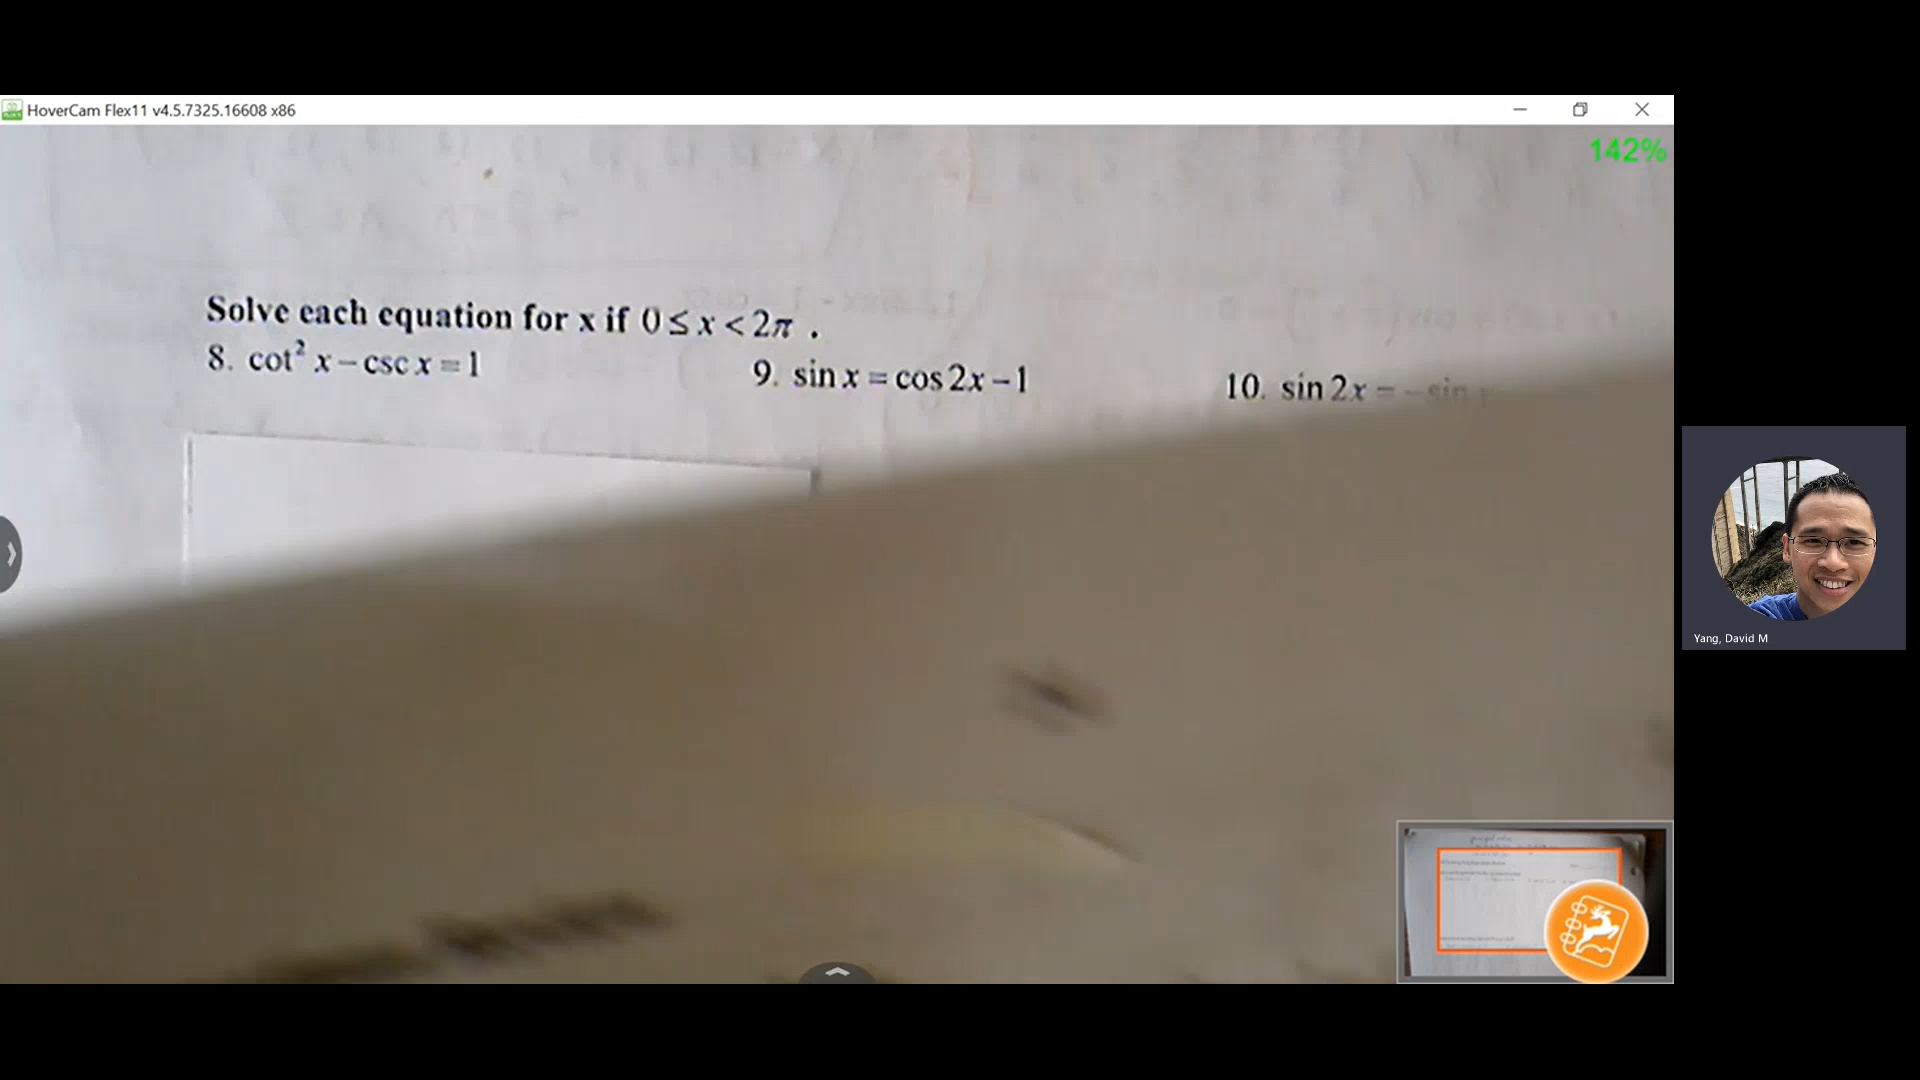 HoverCam Flex11 v4.5.7325.16608 x86
142%
Solve each equation for x if 0 ≤ x < 2π .
8. cot² x − csc x = 1
9. sin x = cos 2x − 1
10. sin 2x = − sin
Yang, David M